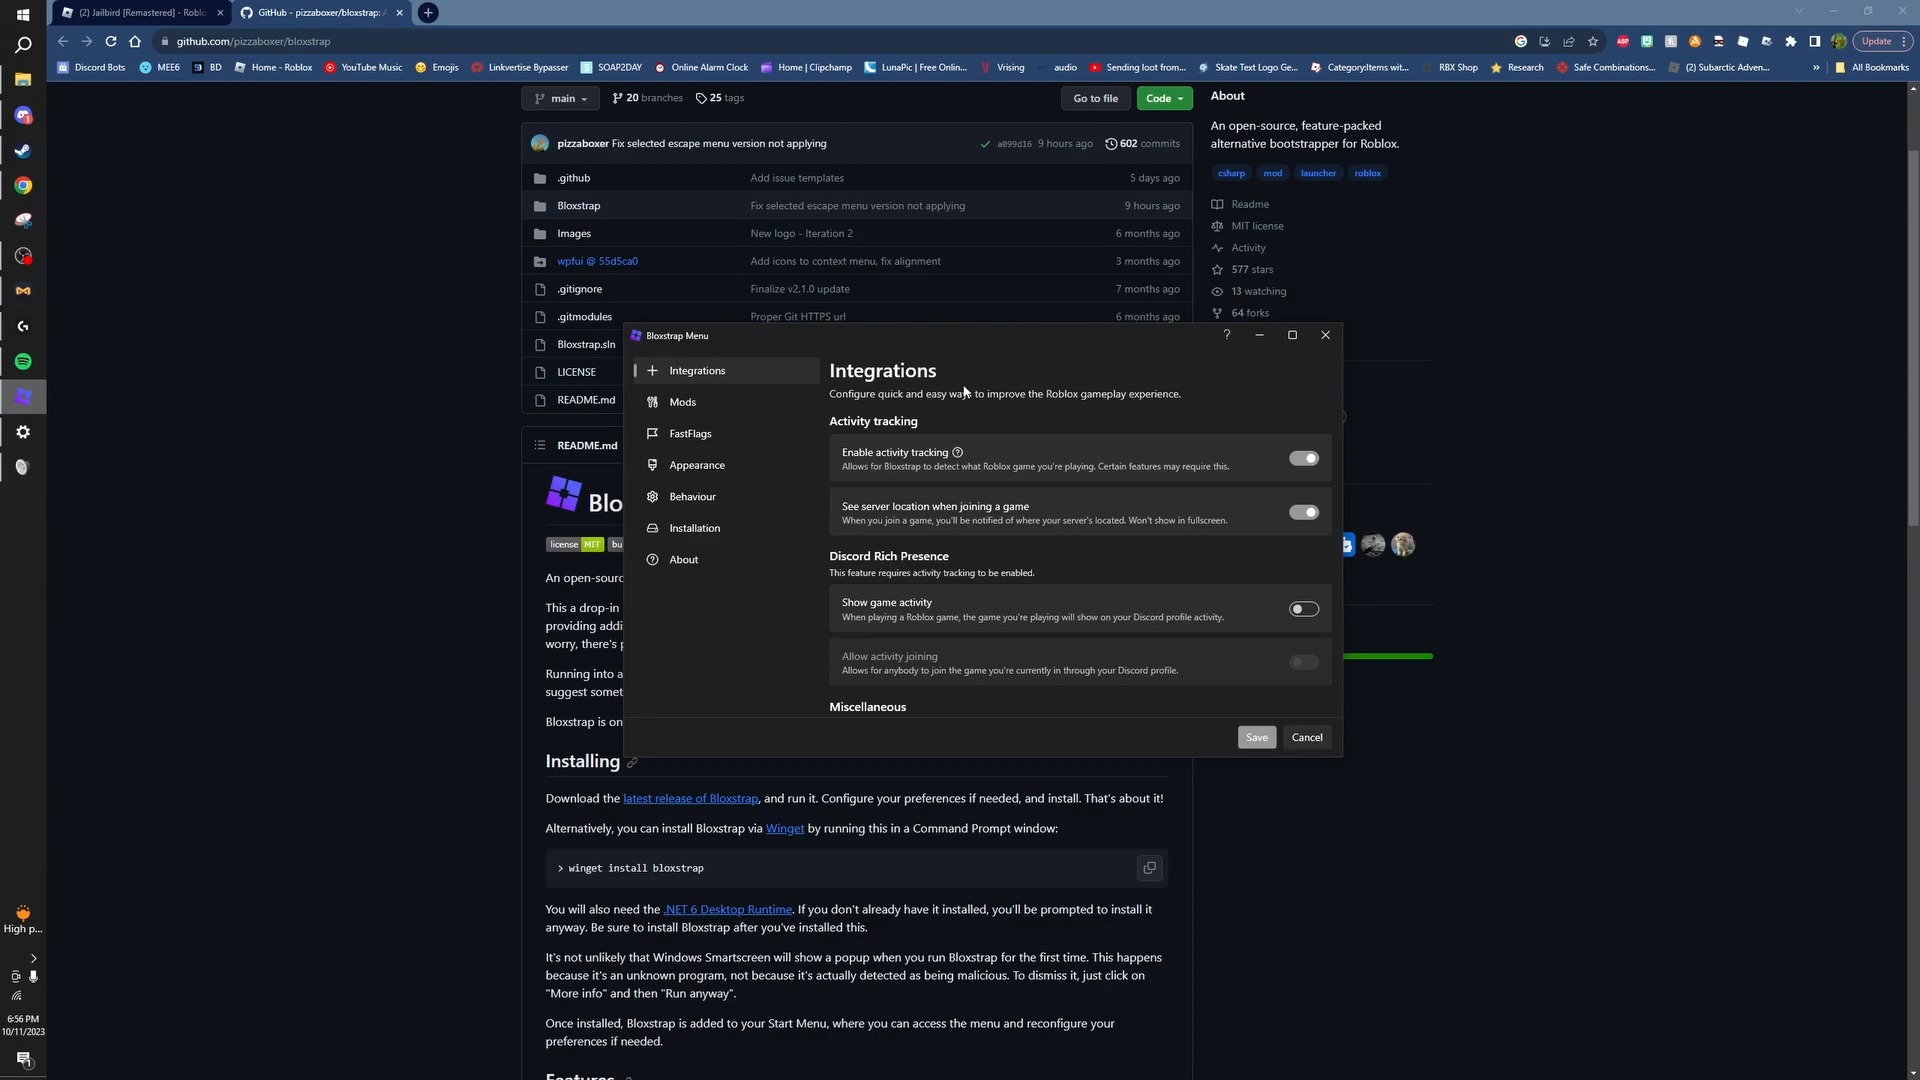 (2) Jailbird [Remastered] - Roblo
GitHub - pizzaboxer/bloxstrap: A
github.com/pizzaboxer/bloxstrap
Update
Discord Bots
MEE6
BD
Home - Roblox
YouTube Music
Emojis
Linkvertise Bypasser
SOAP2DAY
Online Alarm Clock
Home | Clipchamp
LunaPic | Free Onlin...
Vrising
audio
Sending loot from...
Skate Text Logo Ge...
Category:Items wit...
RBX Shop
Research
Safe Combinations...
(2) Subarctic Adven...
»
All Bookmarks
main
20 branches
25 tags
Go to file
Code
pizzaboxer Fix selected escape menu version not applying
a099d16 9 hours ago
602 commits
.github
Add issue templates
5 days ago
Bloxstrap
Fix selected escape menu version not applying
9 hours ago
Images
New logo - Iteration 2
6 months ago
wpfui @ 55d5ca0
Add icons to context menu, fix alignment
3 months ago
.gitignore
Finalize v2.1.0 update
7 months ago
.gitmodules
Proper Git HTTPS url
6 months ago
Bloxstrap.sln
LICENSE
README.md
README.md
About
An open-source, feature-packed
alternative bootstrapper for Roblox.
csharp
mod
launcher
roblox
Readme
MIT license
Activity
577 stars
13 watching
64 forks
Bloxstrap Menu
?
Integrations
Mods
FastFlags
Appearance
Behaviour
Installation
About
Integrations
Configure quick and easy ways to improve the Roblox gameplay experience.
Activity tracking
Enable activity tracking
Allows for Bloxstrap to detect what Roblox game you're playing. Certain features may require this.
See server location when joining a game
When you join a game, you'll be notified of where your server's located. Won't show in fullscreen.
Discord Rich Presence
This feature requires activity tracking to be enabled.
Show game activity
When playing a Roblox game, the game you're playing will show on your Discord profile activity.
Allow activity joining
Allows for anybody to join the game you're currently in through your Discord profile.
Miscellaneous
Save
Cancel
Blo
license MIT
bu
An open-sourc
This a drop-in
providing addi
worry, there's p
Running into a
suggest somet
Bloxstrap is on
Installing
Download the latest release of Bloxstrap, and run it. Configure your preferences if needed, and install. That's about it!
Alternatively, you can install Bloxstrap via Winget by running this in a Command Prompt window:
> winget install bloxstrap
You will also need the .NET 6 Desktop Runtime. If you don't already have it installed, you'll be prompted to install it
anyway. Be sure to install Bloxstrap after you've installed this.
It's not unlikely that Windows Smartscreen will show a popup when you run Bloxstrap for the first time. This happens
because it's an unknown program, not because it's actually detected as being malicious. To dismiss it, just click on
"More info" and then "Run anyway".
Once installed, Bloxstrap is added to your Start Menu, where you can access the menu and reconfigure your
preferences if needed.
Features
High p...
6:56 PM
10/11/2023